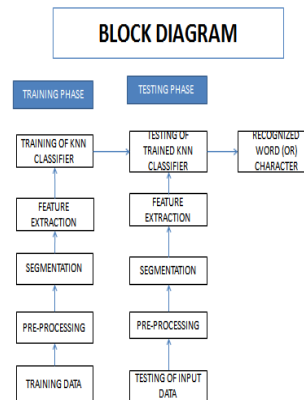 BLOCK DIAGRAM
TRAINING PHASE
TESTING PHASE
TRAINING OF KNN
CLASSIFIER
TESTING OF
TRAINED KNN
CLASSIFIER
RECOGNIZED
WORD (OR)
CHARACTER
FEATURE
EXTRACTION
FEATURE
EXTRACTION
SEGMENTATION
SEGMENTATION
PRE-PROCESSING
PRE-PROCESSING
TRAINING DATA
TESTING OF INPUT
DATA